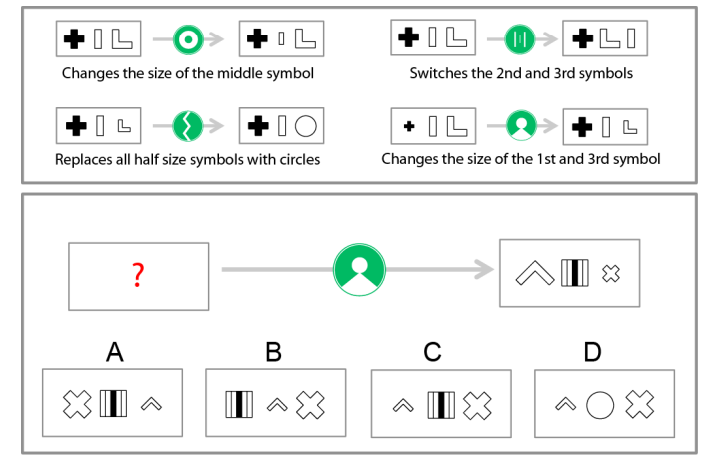 Changes the size of the middle symbol
Switches the 2nd and 3rd symbols
Replaces all half size symbols with circles
Changes the size of the 1st and 3rd symbol
?
A
B
C
D